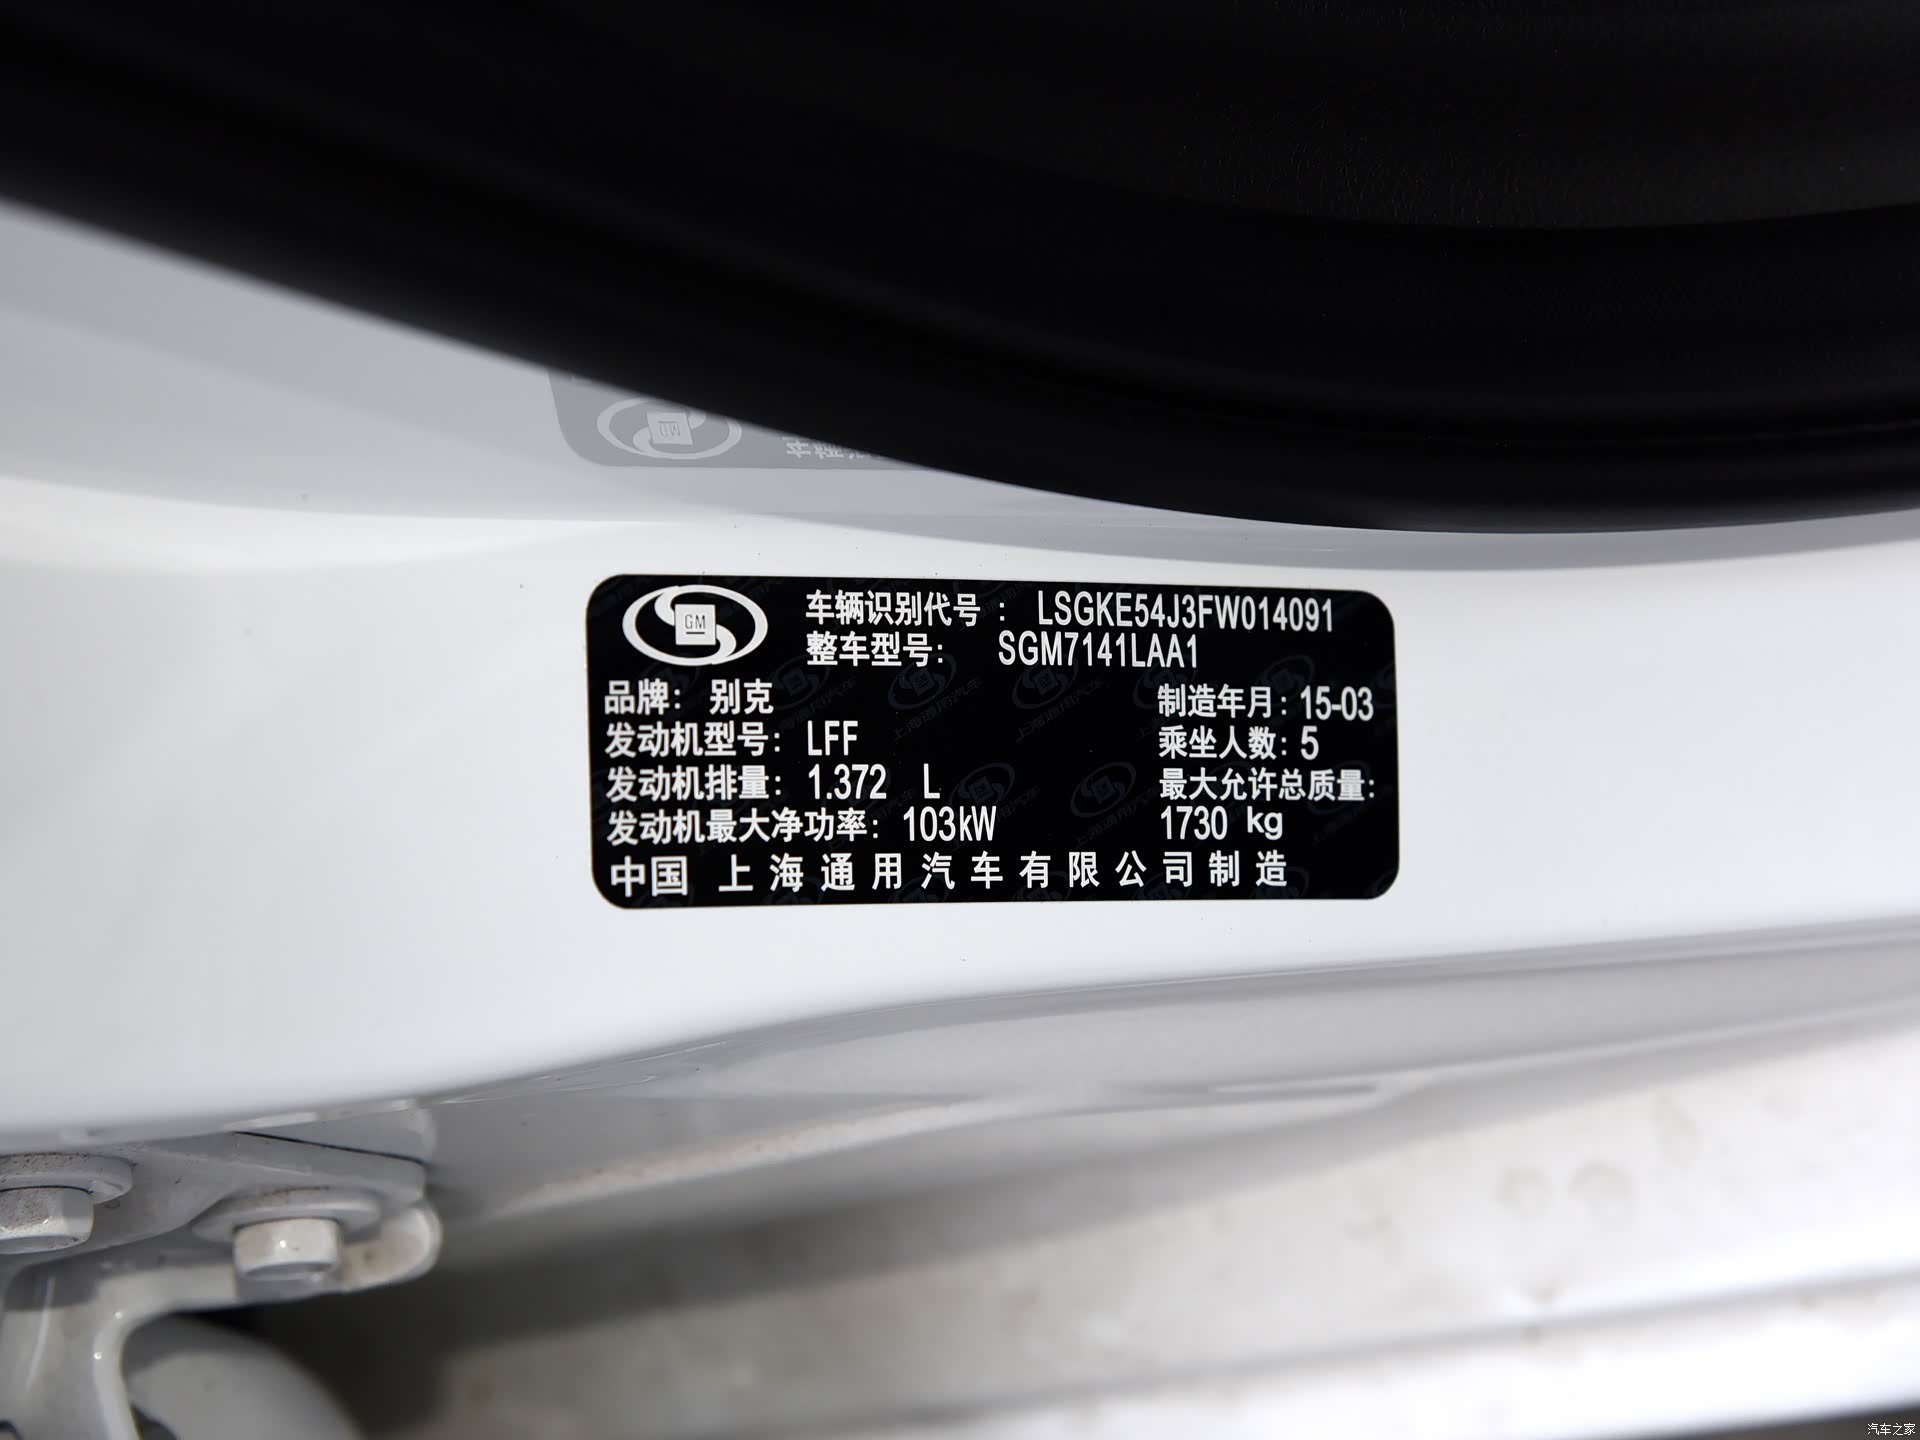 GM
车辆识别代号：LSGKE54J3FW014091
整车型号：SGM7141LAA1
品牌：别克
制造年月：15-03
发动机型号：LFF
乘坐人数：5
发动机排量：1.372 L
最大允许总质量：
发动机最大净功率：103kW
1730 kg
中国 上海通用汽车有限公司制造
汽车之家